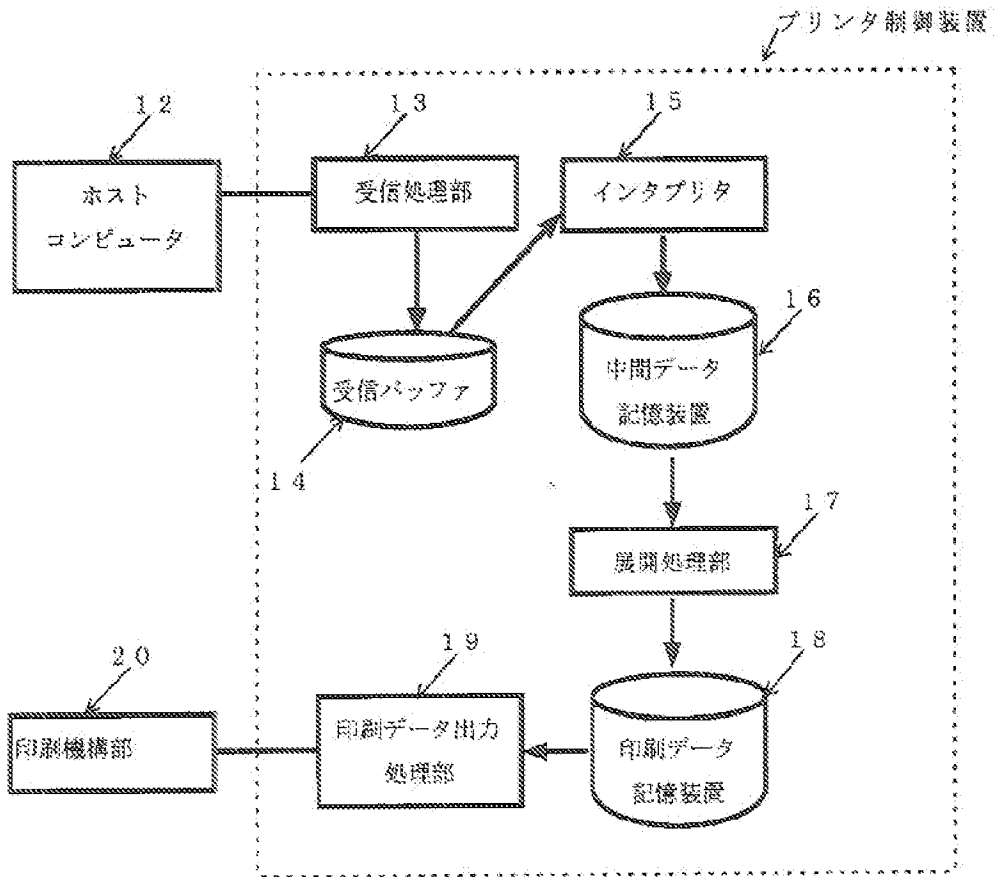 プリンタ制御装置
12
13
15
ホスト
コンピュータ
受信処理部
インタプリタ
16
受信バッファ
中間データ
記憶装置
14
17
展開処理部
20
19
18
印刷機構部
印刷データ出力
処理部
印刷データ
記憶装置